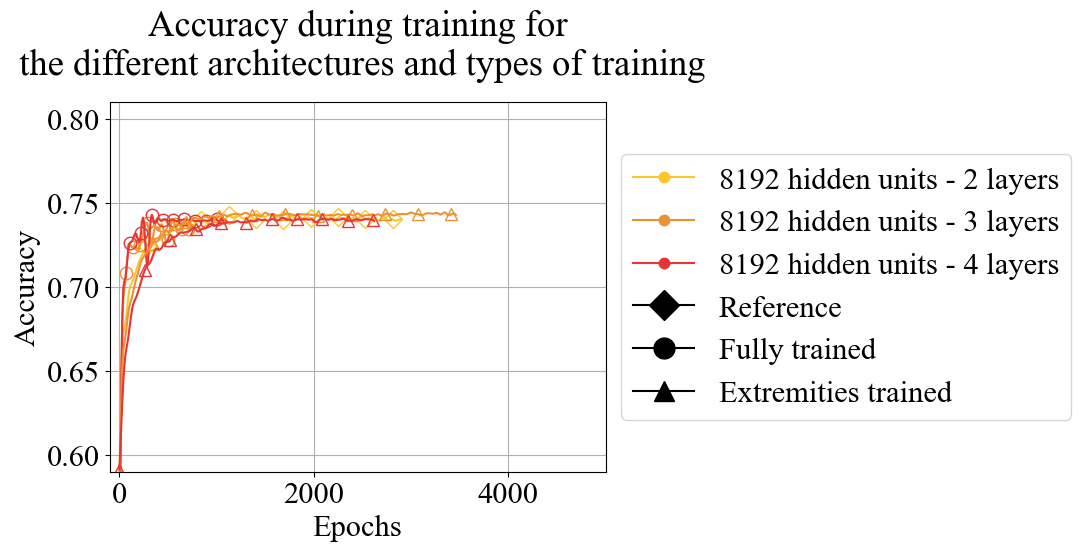 Accuracy during training for
the different architectures and types of training
0.80
0.75
0.70
0.65
0.60
Accuracy
0
2000
4000
Epochs
8192 hidden units - 2 layers
8192 hidden units - 3 layers
8192 hidden units - 4 layers
Reference
Fully trained
Extremities trained